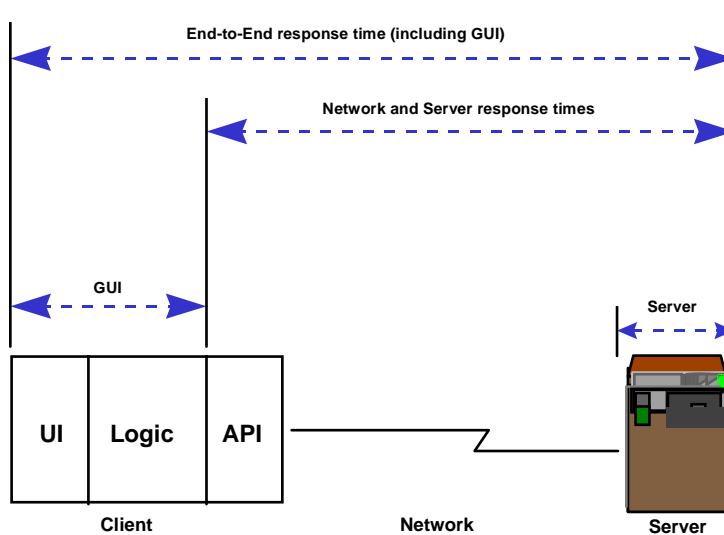 End-to-End response time (including GUI)
Network and Server response times
GUI
Server
UI
Logic
API
Client
Network
Server